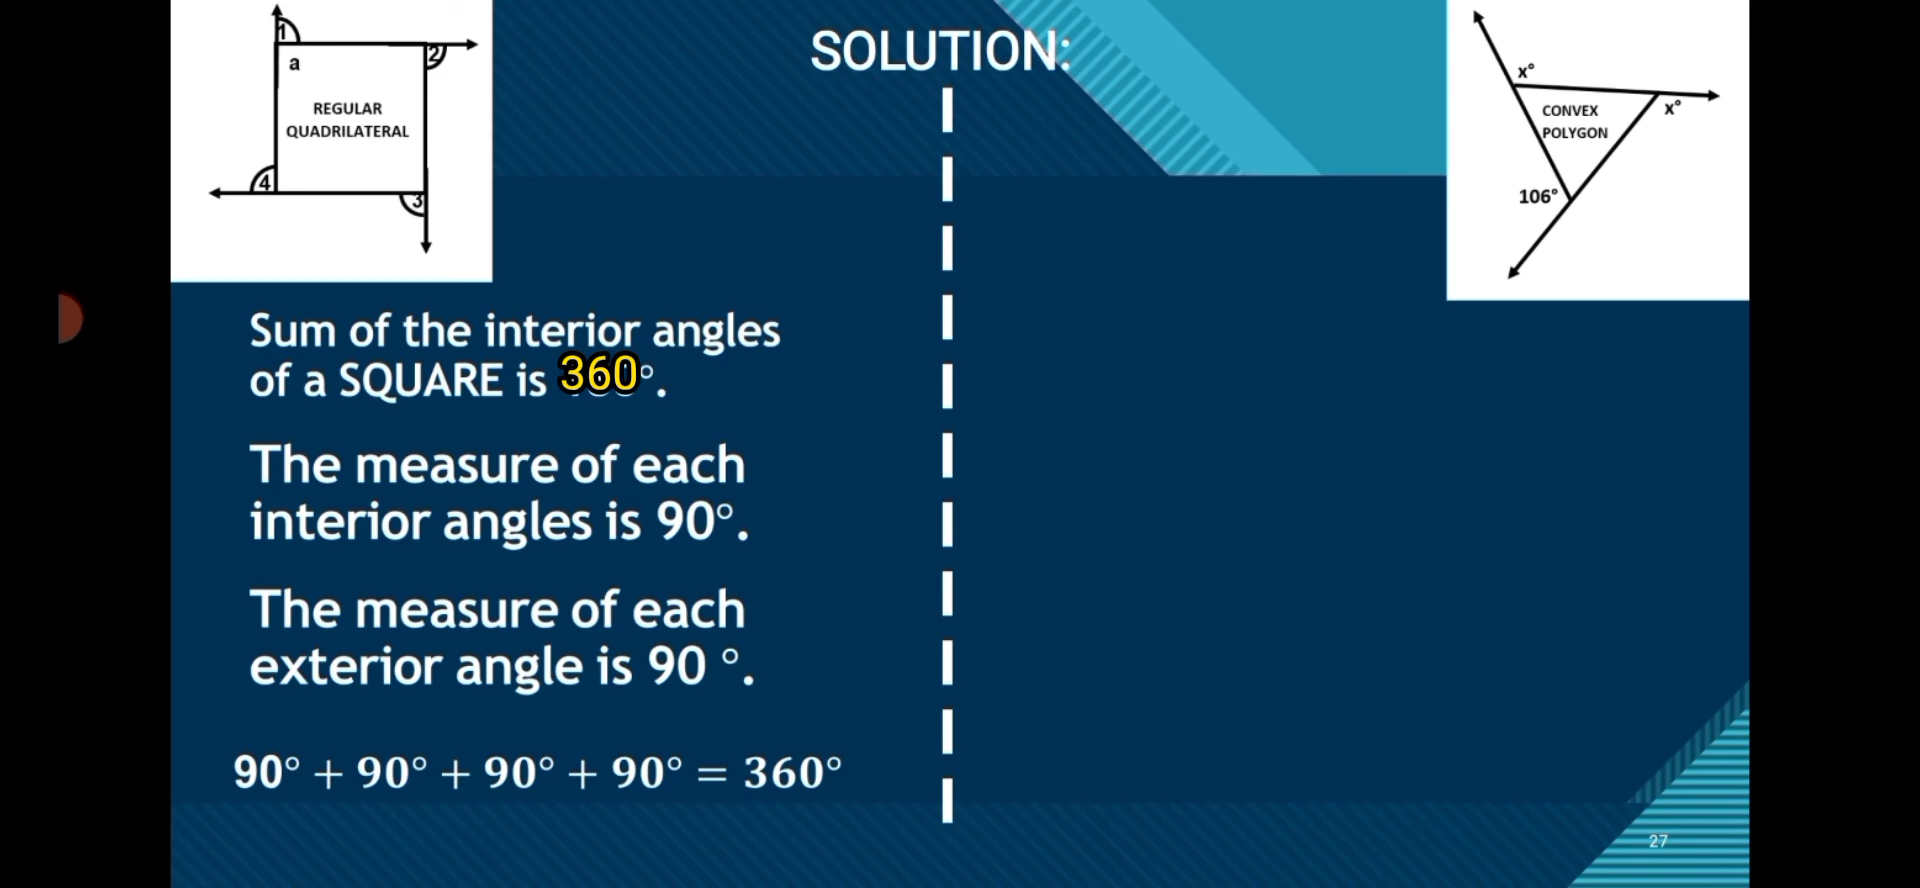 SOLUTION:
1
2
a
REGULAR
QUADRILATERAL
4
3
Sum of the interior angles
of a SQUARE is 360°.
The measure of each
interior angles is 90°.
The measure of each
exterior angle is 90 °.
90° + 90° + 90° + 90° = 360°
x°
x°
CONVEX
POLYGON
106°
27